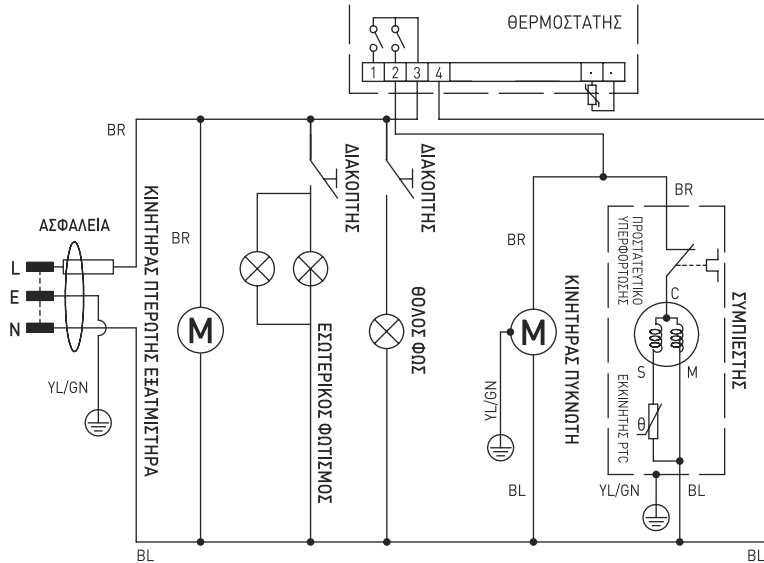 ΘΕΡΜΟΣΤΑΤΗΣ
1 2 3 4
BR
ΑΣΦΑΛΕΙΑ
L
E
N
YL/GN
BL
ΚΙΝΗΤΗΡΑΣ ΠΤΕΡΩΤΗΣ ΕΞΑΤΜΙΣΤΗΡΑ
BR
M
ΔΙΑΚΟΠΤΗΣ
ΕΣΩΤΕΡΙΚΟΣ ΦΩΤΙΣΜΟΣ
ΔΙΑΚΟΠΤΗΣ
ΘΟΛΟΣ ΦΩΣ
BR
M
YL/GN
BL
ΚΙΝΗΤΗΡΑΣ ΠΥΚΝΩΤΗ
BR
ΠΡΟΣΤΑΤΕΥΤΙΚΟ
ΥΠΕΡΦΟΡΤΩΣΗΣ
C
S
M
θ
ΕΚΚΙΝΗΤΗΣ PTC
ΣΥΜΠΙΕΣΤΗΣ
YL/GN
BL
BL